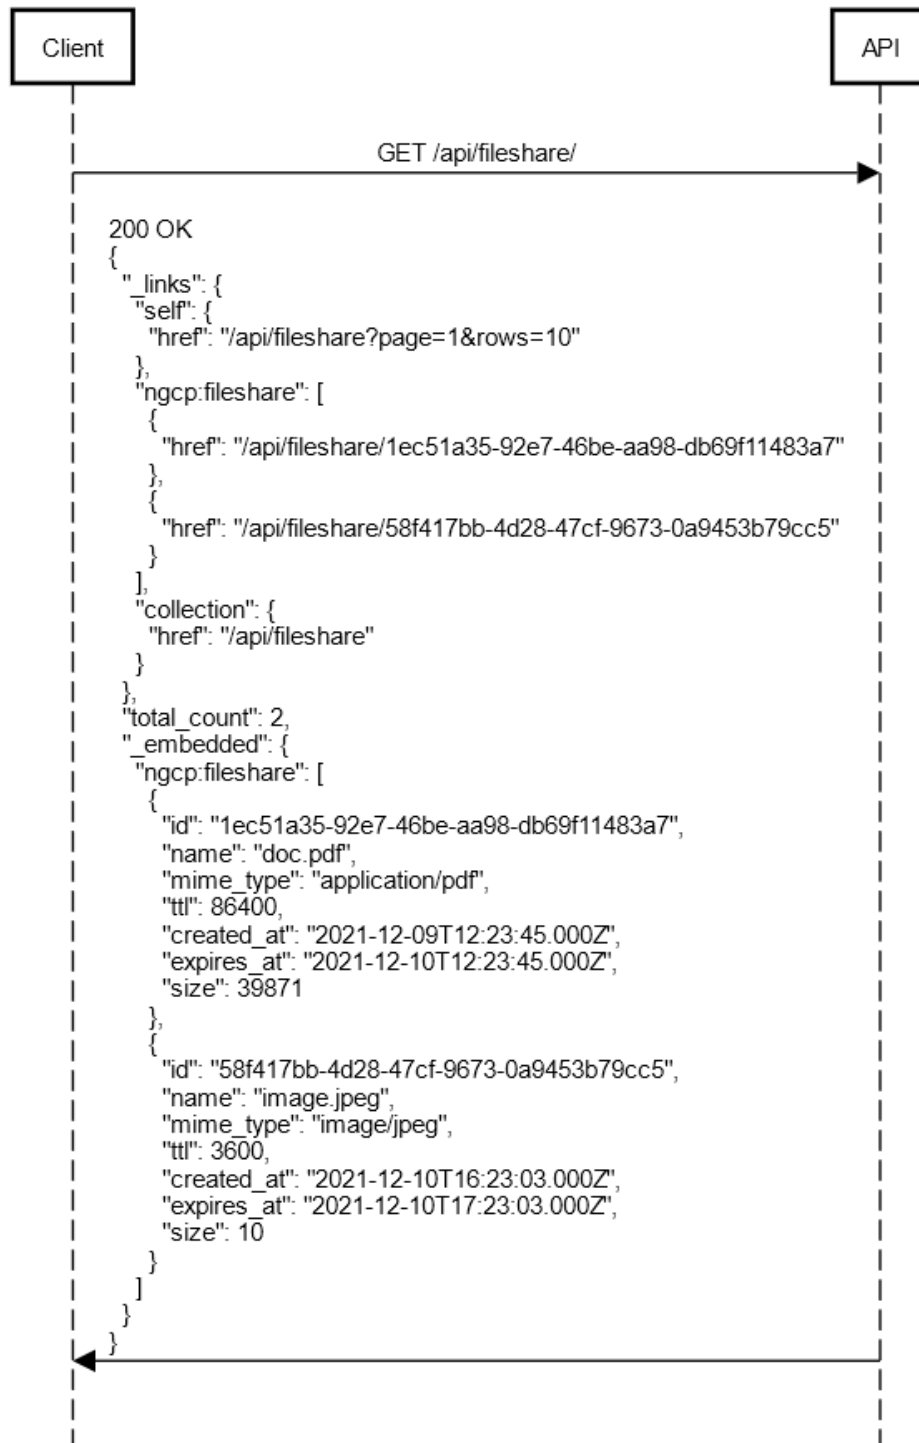 Client
API
GET /api/fileshare/
200 OK
{
"_links": {
"self": {
"href": "/api/fileshare?page=1&rows=10"
},
"ngcp:fileshare": [
{
"href": "/api/fileshare/1ec51a35-92e7-46be-aa98-db69f11483a7"
},
{
"href": "/api/fileshare/58f417bb-4d28-47cf-9673-0a9453b79cc5"
}
],
"collection": {
"href": "/api/fileshare"
}
},
"total_count": 2,
"_embedded": {
"ngcp:fileshare": [
{
"id": "1ec51a35-92e7-46be-aa98-db69f11483a7",
"name": "doc.pdf",
"mime_type": "application/pdf",
"ttl": 86400,
"created_at": "2021-12-09T12:23:45.000Z",
"expires_at": "2021-12-10T12:23:45.000Z",
"size": 39871
},
{
"id": "58f417bb-4d28-47cf-9673-0a9453b79cc5",
"name": "image.jpeg",
"mime_type": "image/jpeg",
"ttl": 3600,
"created_at": "2021-12-10T16:23:03.000Z",
"expires_at": "2021-12-10T17:23:03.000Z",
"size": 10
}
]
}
}